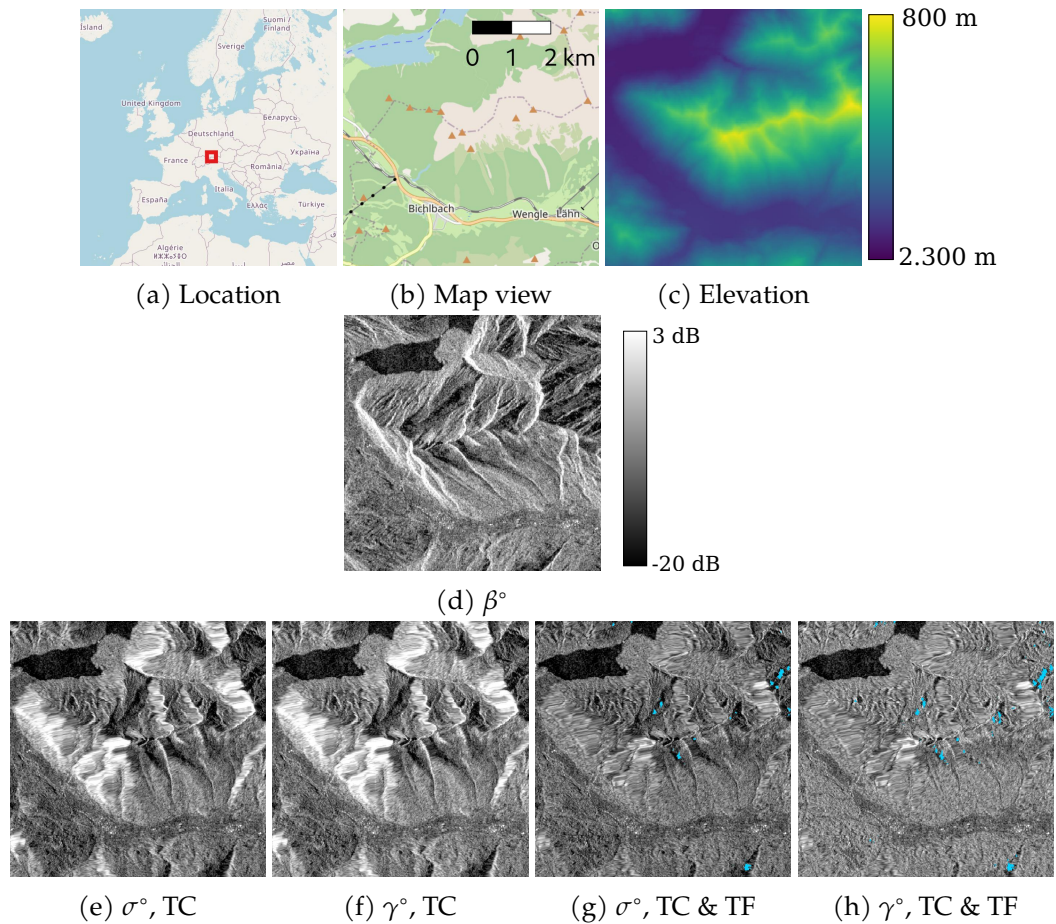 Ísland
Sverige
Suomi /
Finland
United Kingdom
Беларусь
Deutschland
Україна
France
România
Italia
España
Ελλάς
Türkiye
Algérie
0 1 2 km
Bichlbach
Wengle
Lähn
800 m
2.300 m
(a) Location
(b) Map view
(c) Elevation
3 dB
-20 dB
(d) β°
(e) σ°, TC
(f) γ°, TC
(g) σ°, TC & TF
(h) γ°, TC & TF